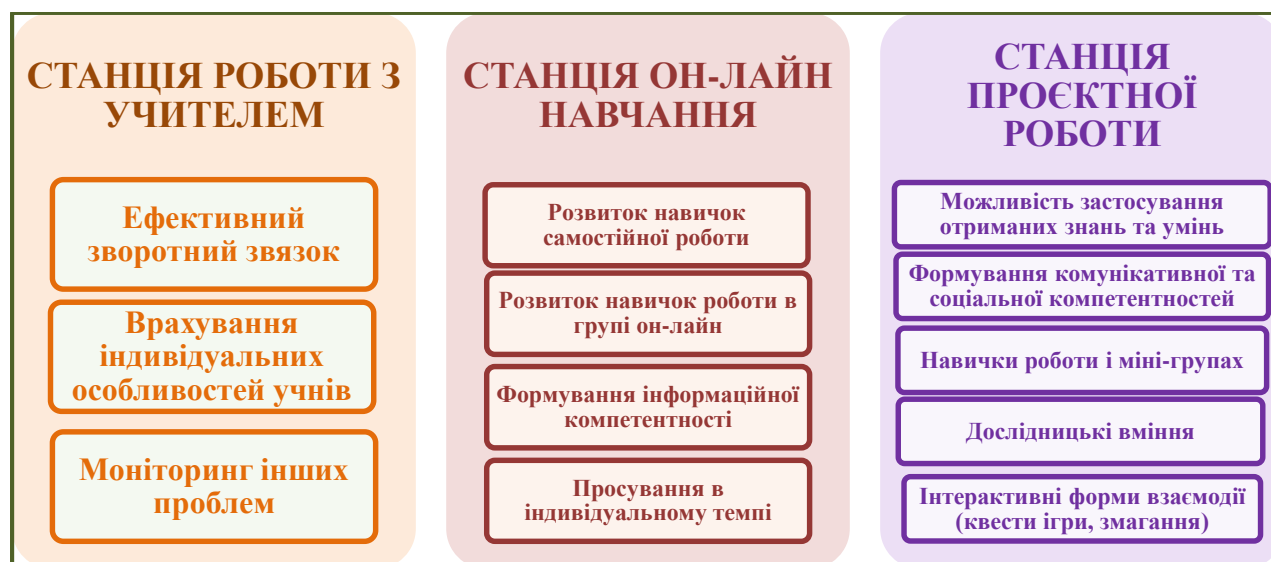 СТАНЦІЯ РОБОТИ З
УЧИТЕЛЕМ
Ефективний
зворотний звязок
Врахування
індивідуальних
особливостей учнів
Моніторинг інших
проблем
СТАНЦІЯ ОН-ЛАЙН
НАВЧАННЯ
Розвиток навичок
самостійної роботи
Розвиток навичок роботи в
групі он-лайн
Формування інформаційної
компетентності
Просування в
індивідуальному темпі
СТАНЦІЯ
ПРОЄКТНОЇ
РОБОТИ
Можливість застосування
отриманих знань та умінь
Формування комунікативної та
соціальної компетентностей
Навички роботи і міні-групах
Дослідницькі вміння
Інтерактивні форми взаємодії
(квести ігри, змагання)